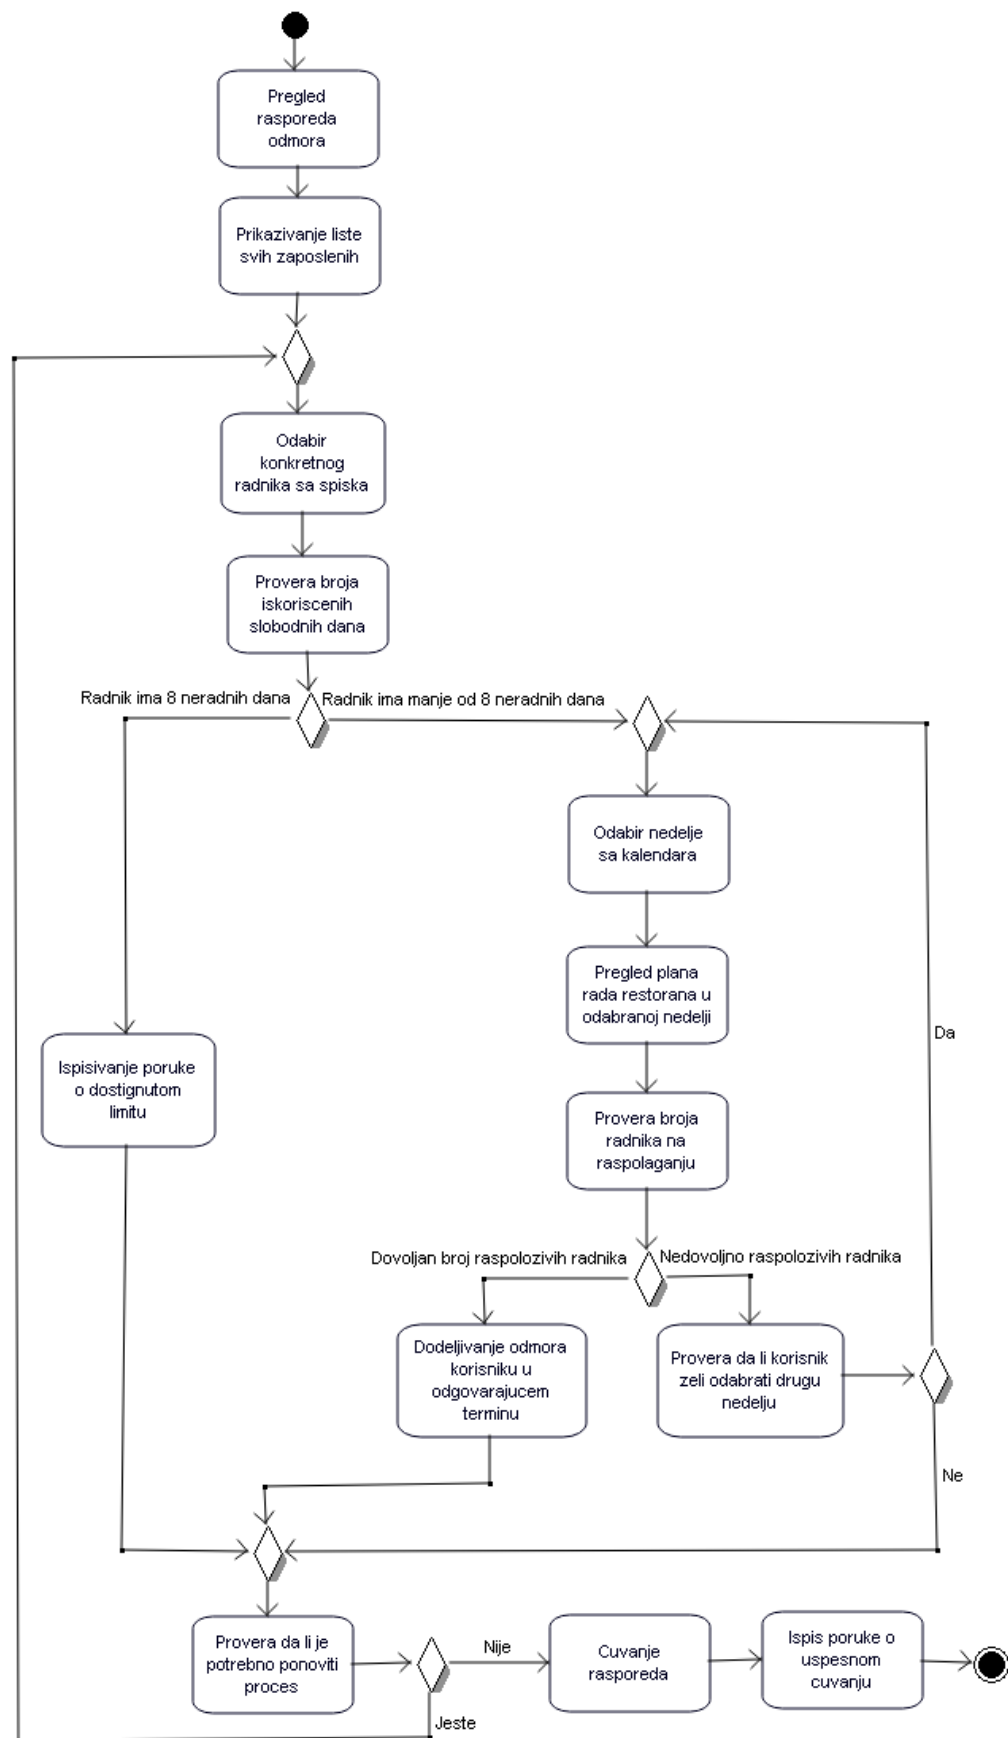 Pregled
rasporeda
odmora
Prikazivanje liste
svih zaposlenih
Odabir
konkretnog
radnika sa spiska
Provera broja
iskoriscenih
slobodnih dana
Radnik ima 8 neradnih dana
Radnik ima manje od 8 neradnih dana
Odabir nedelje
sa kalendara
Pregled plana
rada restorana u
odabranoj nedelji
Da
Ispisivanje poruke
o dostignutom
limitu
Provera broja
radnika na
raspolaganju
Dovoljan broj raspolozivih radnika
Nedovoljno raspolozivih radnika
Dodeljivanje odmora
korisniku u
odgovarajucem
terminu
Provera da li korisnik
zeli odabrati drugu
nedelju
Ne
Provera da li je
potrebno ponoviti
proces
Nije
Cuvanje
rasporeda
Ispis poruke o
uspesnom
cuvanju
Jeste